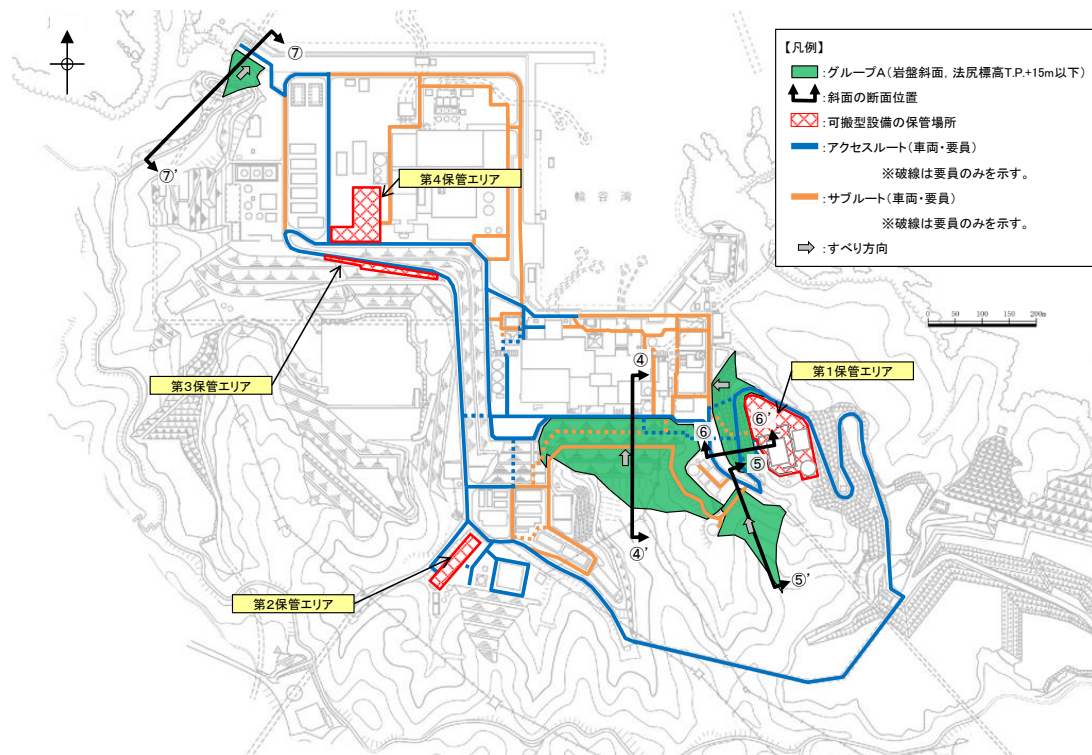 【凡例】
:グループA(岩盤斜面, 法尻標高T.P.+15m以下)
:斜面の断面位置
:可搬型設備の保管場所
:アクセスルート(車両・要員)
※破線は要員のみを示す。
:サブルート(車両・要員)
※破線は要員のみを示す。
:すべり方向
0 50 100 200m
⑦
⑦'
第4保管エリア
輪谷湾
第3保管エリア
④
第1保管エリア
⑥'
⑥
⑤
④'
⑤'
第2保管エリア